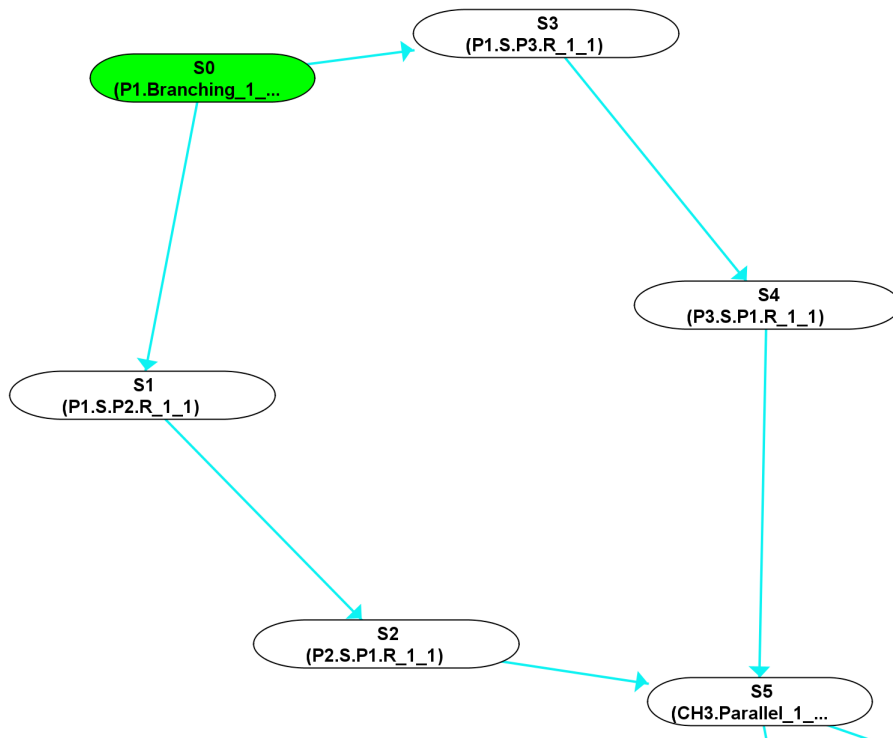 S3
(P1.S.P3.R_1_1)
S0
(P1.Branching_1_...
S4
(P3.S.P1.R_1_1)
S1
(P1.S.P2.R_1_1)
S2
(P2.S.P1.R_1_1)
S5
(CH3.Parallel_1_...